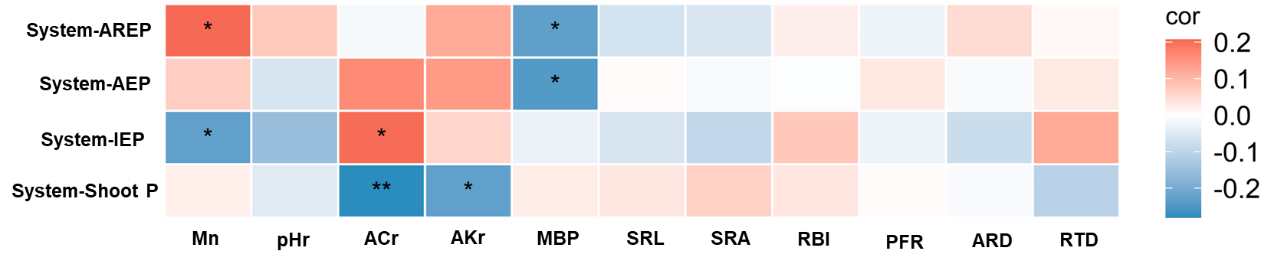 cor
System-AREP * *
0.2
System-AEP *
0.1
0.0
System-IEP * *
-0.1
System-Shoot P ** *
-0.2
Mn pHr ACr AKr MBP SRL SRA RBI PFR ARD RTD